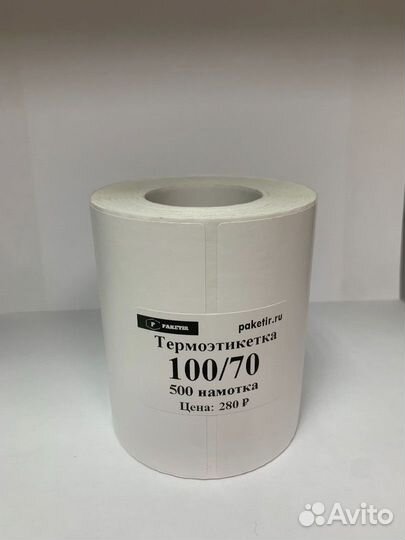 P PAKETIR paketir.ru
Термоэтикетка
100/70
500 намотка
Цена: 280 ₽
Avito